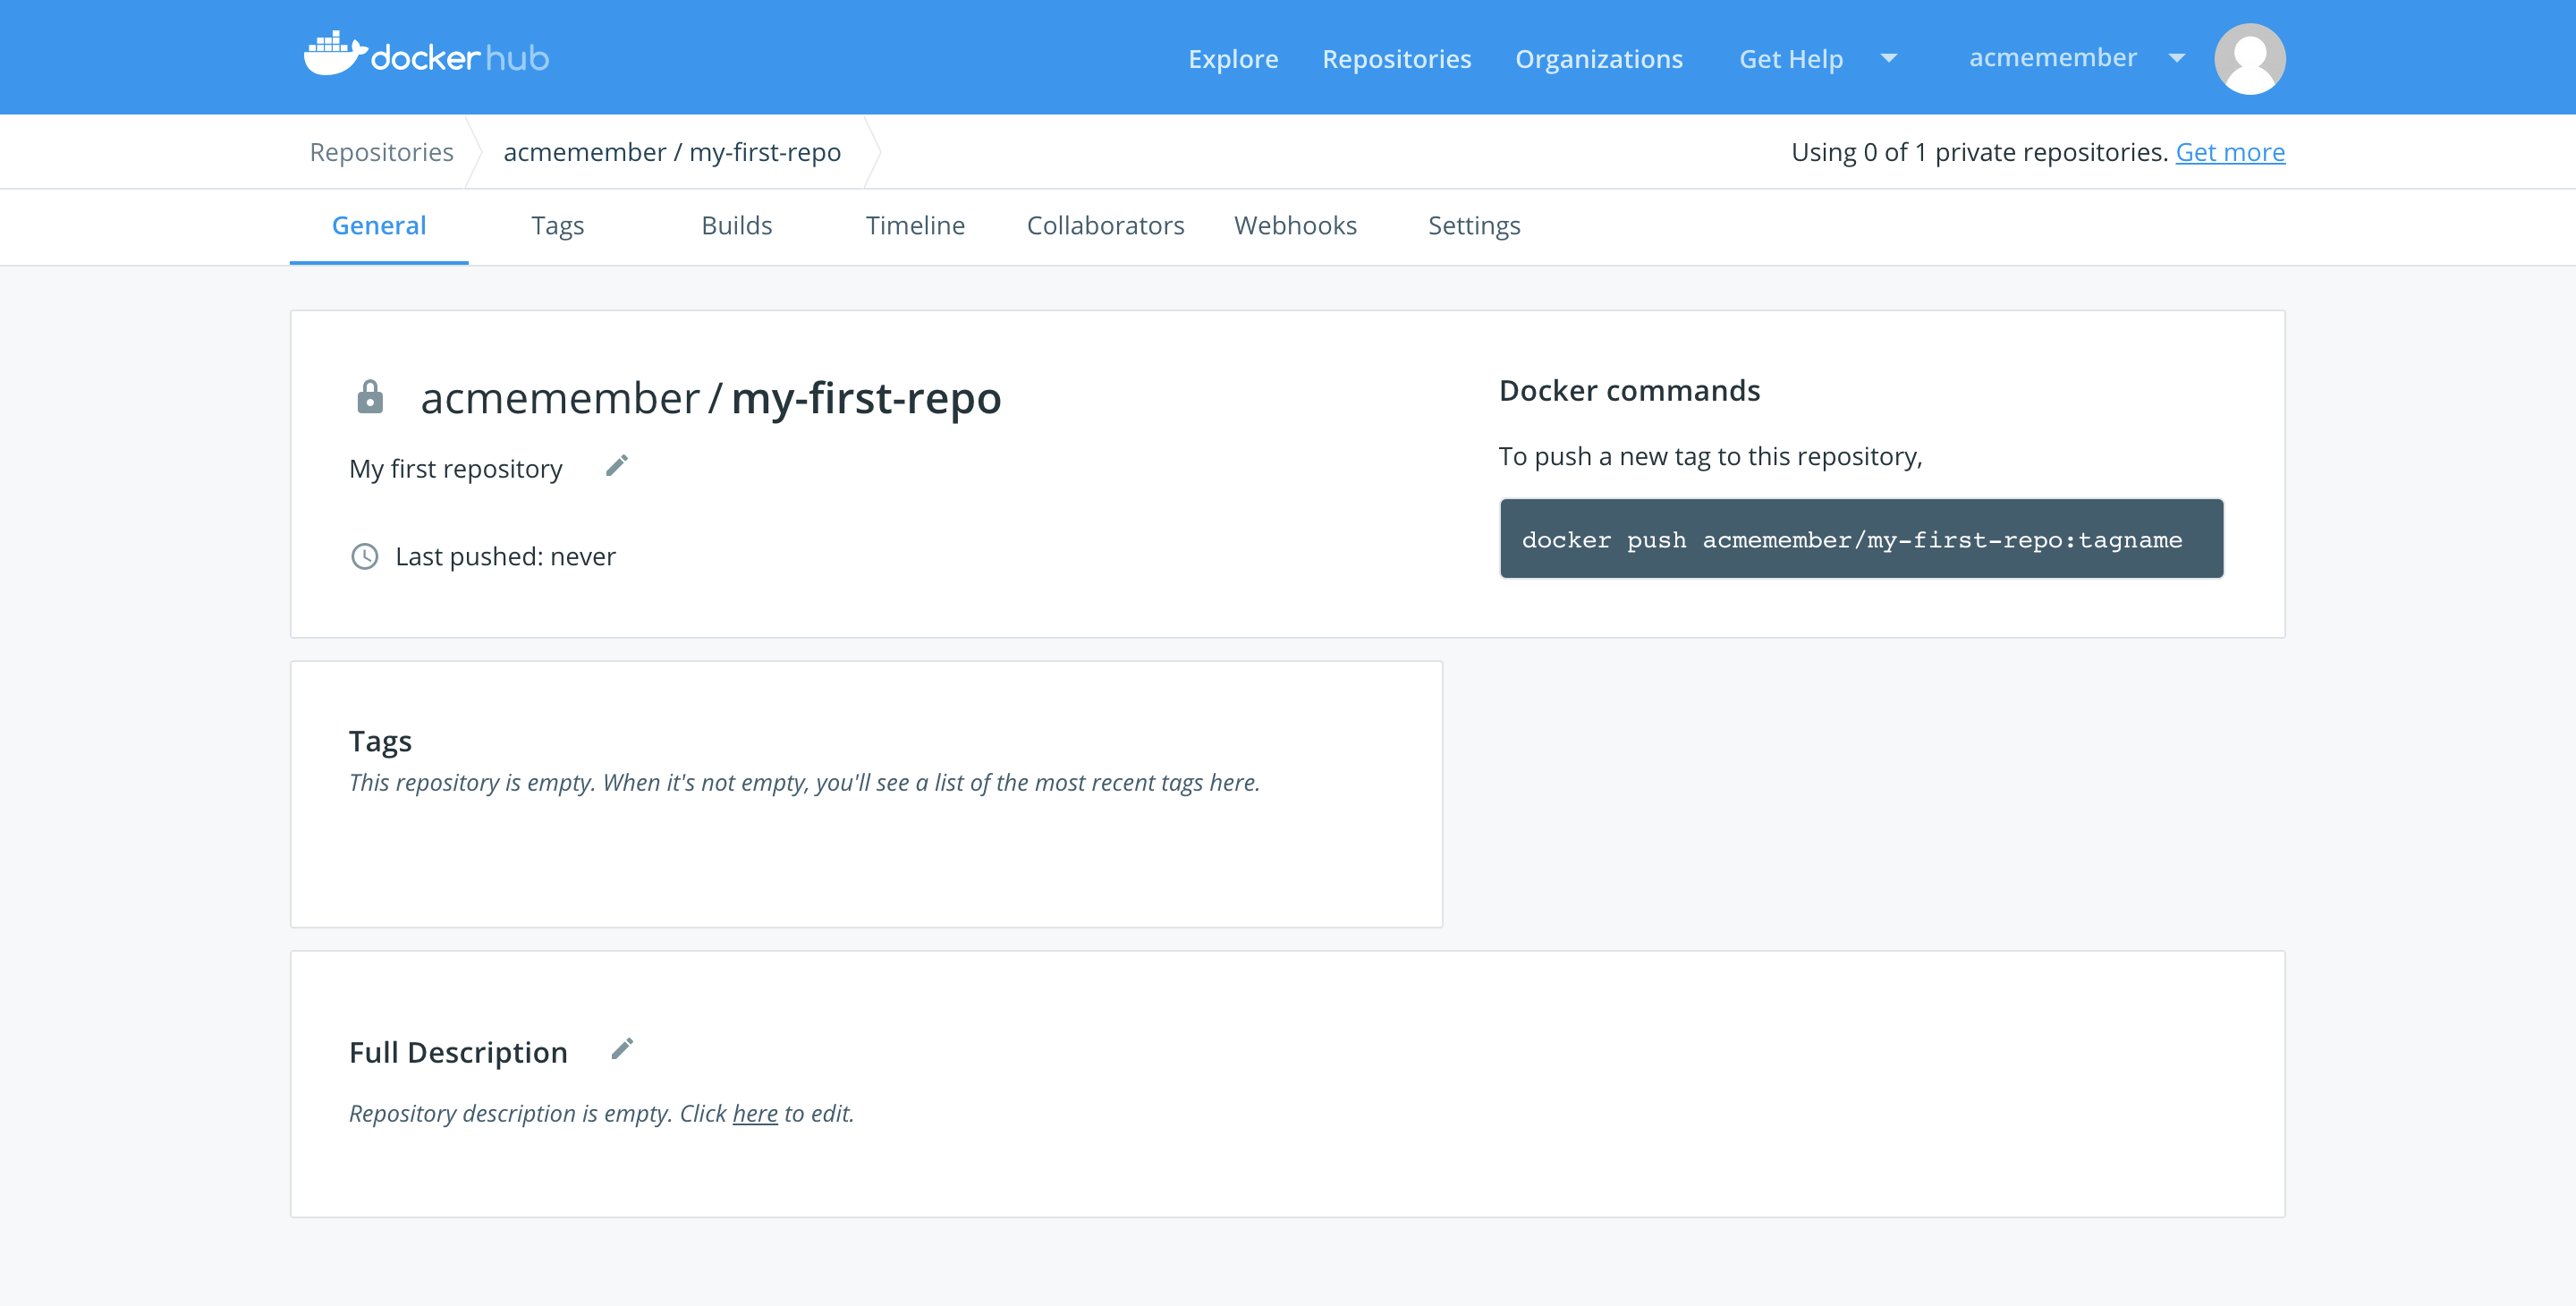 docker hub
Explore Repositories Organizations Get Help acmemember
Repositories acmemember / my-first-repo Using 0 of 1 private repositories. Get more
General Tags Builds Timeline Collaborators Webhooks Settings
acmemember / my-first-repo
My first repository
Last pushed: never
Docker commands
To push a new tag to this repository,
docker push acmemember/my-first-repo:tagname
Tags
This repository is empty. When it's not empty, you'll see a list of the most recent tags here.
Full Description
Repository description is empty. Click here to edit.